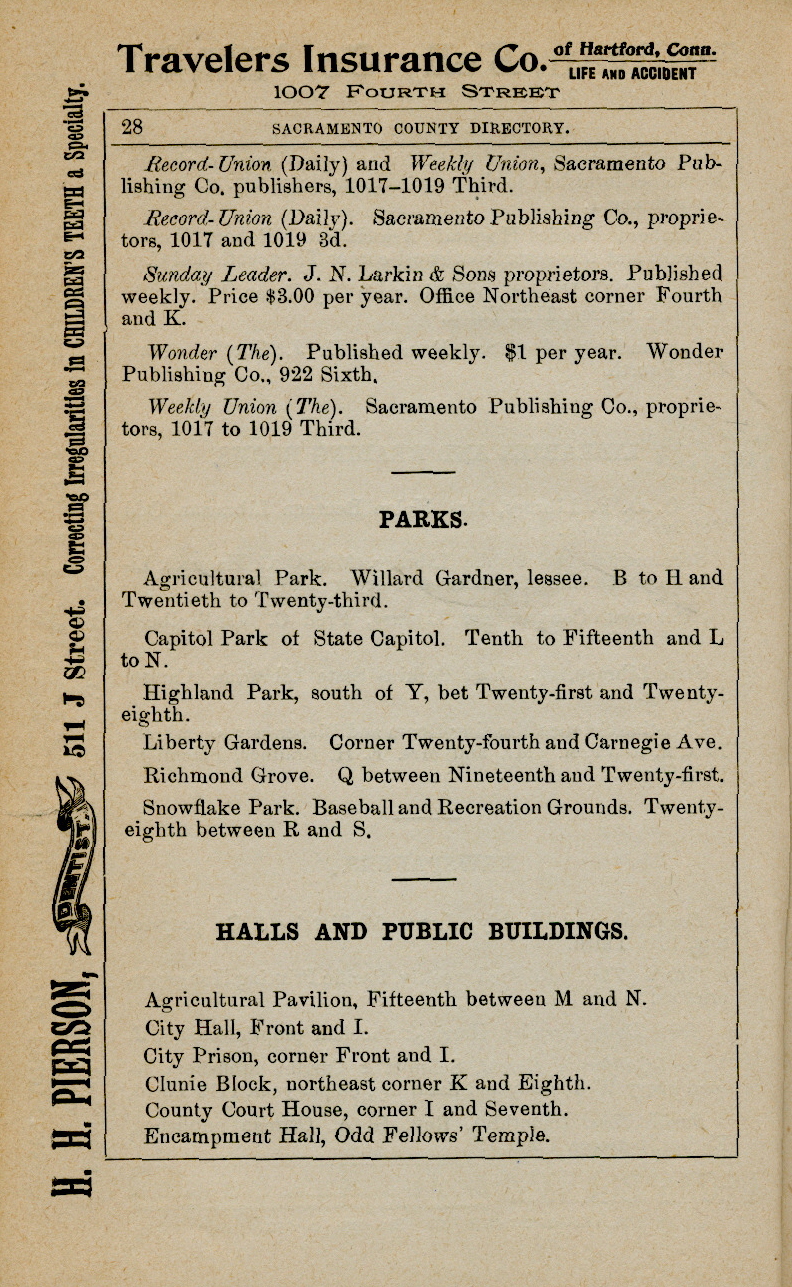 Travelers Insurance Co. of Hartford, Conn.
LIFE AND ACCIDENT
1007 FOURTH STREET
28 SACRAMENTO COUNTY DIRECTORY.
Record-Union (Daily) and Weekly Union, Sacramento Pub-
lishing Co. publishers, 1017–1019 Third.
Record-Union (Daily). Sacramento Publishing Co., proprie-
tors, 1017 and 1019 3d.
Sunday Leader. J. N. Larkin & Sons proprietors. Published
weekly. Price $3.00 per year. Office Northeast corner Fourth
and K.
Wonder (The). Published weekly. $1 per year. Wonder
Publishing Co., 922 Sixth.
Weekly Union (The). Sacramento Publishing Co., proprie-
tors, 1017 to 1019 Third.
PARKS.
Agricultural Park. Willard Gardner, lessee. B to H and
Twentieth to Twenty-third.
Capitol Park of State Capitol. Tenth to Fifteenth and L
to N.
Highland Park, south of Y, bet Twenty-first and Twenty-
eighth.
Liberty Gardens. Corner Twenty-fourth and Carnegie Ave.
Richmond Grove. Q between Nineteenth and Twenty-first.
Snowflake Park. Baseball and Recreation Grounds. Twenty-
eighth between R and S.
HALLS AND PUBLIC BUILDINGS.
Agricultural Pavilion, Fifteenth between M and N.
City Hall, Front and I.
City Prison, corner Front and I.
Clunie Block, northeast corner K and Eighth.
County Court House, corner I and Seventh.
Encampment Hall, Odd Fellows' Temple.
H. H. PIERSON, DENTIST. 511 J Street. Correcting Irregularities in CHILDREN'S TEETH a Specialty.